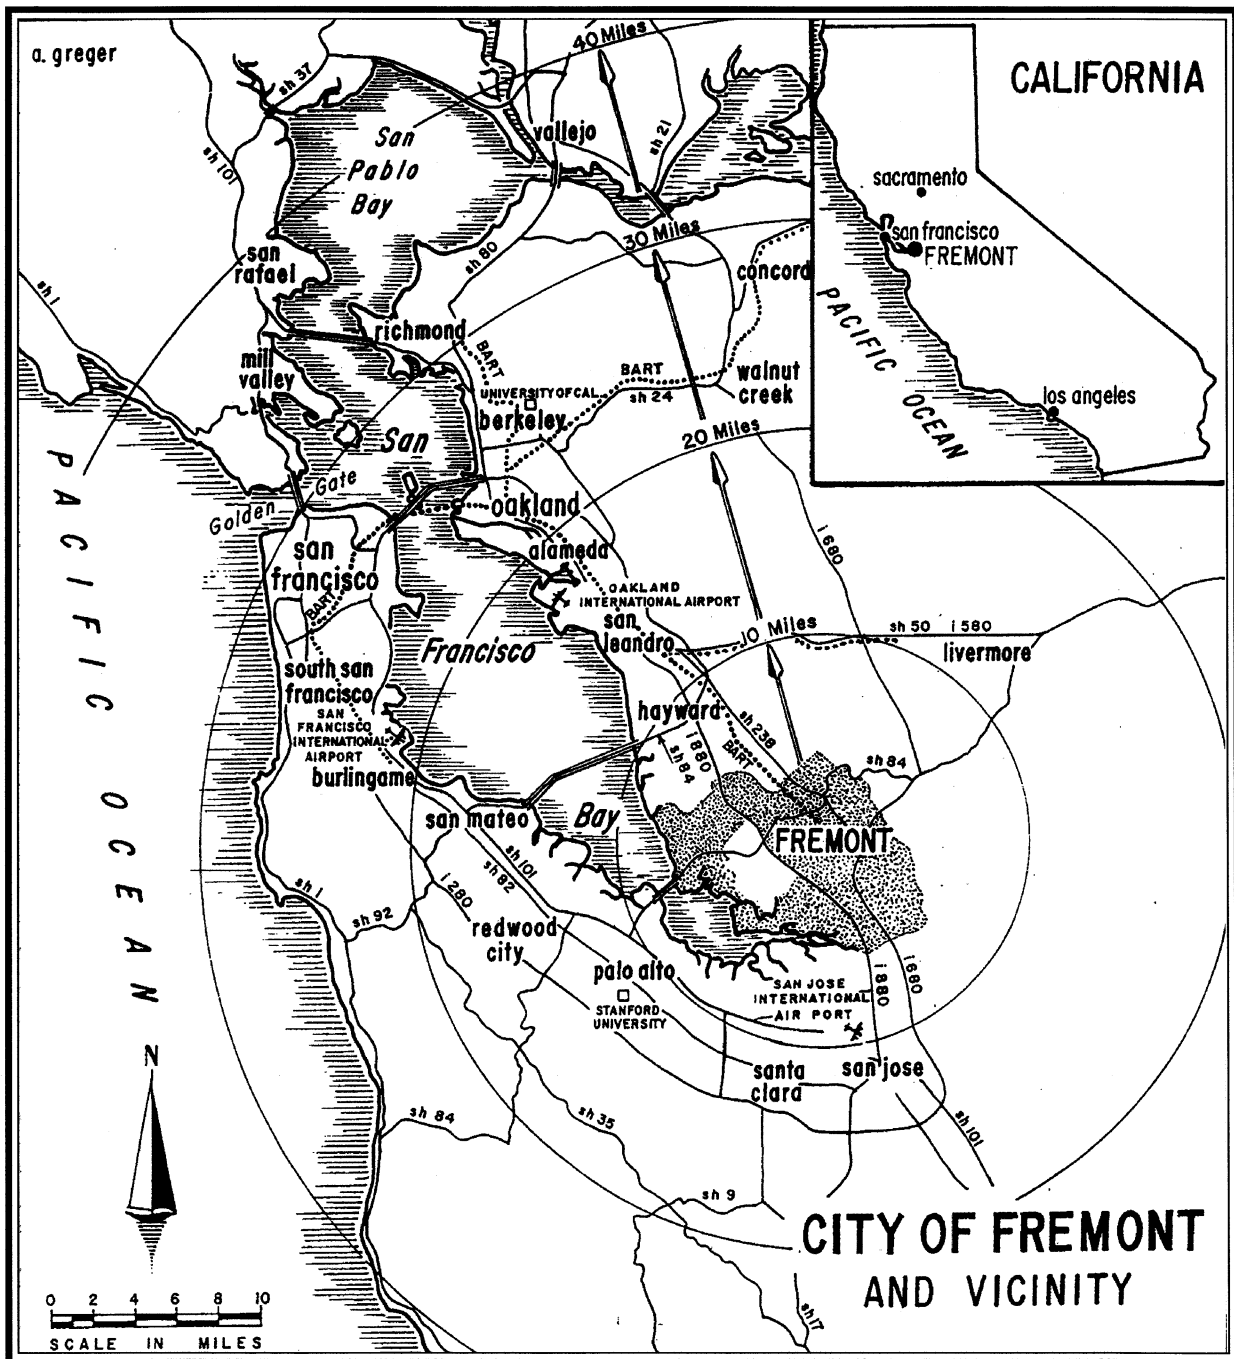 a. greger
CALIFORNIA
sacramento
san francisco
FREMONT
los angeles
PACIFIC OCEAN
40 Miles
sh 37
sh 21
vallejo
San
Pablo
Bay
sh 101
30 Miles
san
rafael
sh 80
concord
sh 1
richmond
BART
mill
valley
BART
walnut
creek
UNIVERSITY OF CAL.
sh 24
berkeley
20 Miles
San
Golden Gate
oakland
i 680
san
francisco
alameda
BART
OAKLAND
INTERNATIONAL AIRPORT
san
leandro
10 Miles
sh 50 i 580
livermore
Francisco
south san
francisco
SAN
FRANCISCO
INTERNATIONAL
AIRPORT
burlingame
hayward
sh 238
BART
i 880
sh 84
sh 84
san mateo
Bay
FREMONT
sh 101
sh 82
i 280
sh 1
sh 92
redwood
city
palo alto
STANFORD
UNIVERSITY
SAN JOSE
INTERNATIONAL
AIR PORT
i 880
i 680
santa
clara
san jose
sh 84
sh 35
sh 101
sh 9
sh 17
PACIFIC OCEAN
N
0 2 4 6 8 10
SCALE IN MILES
CITY OF FREMONT
AND VICINITY